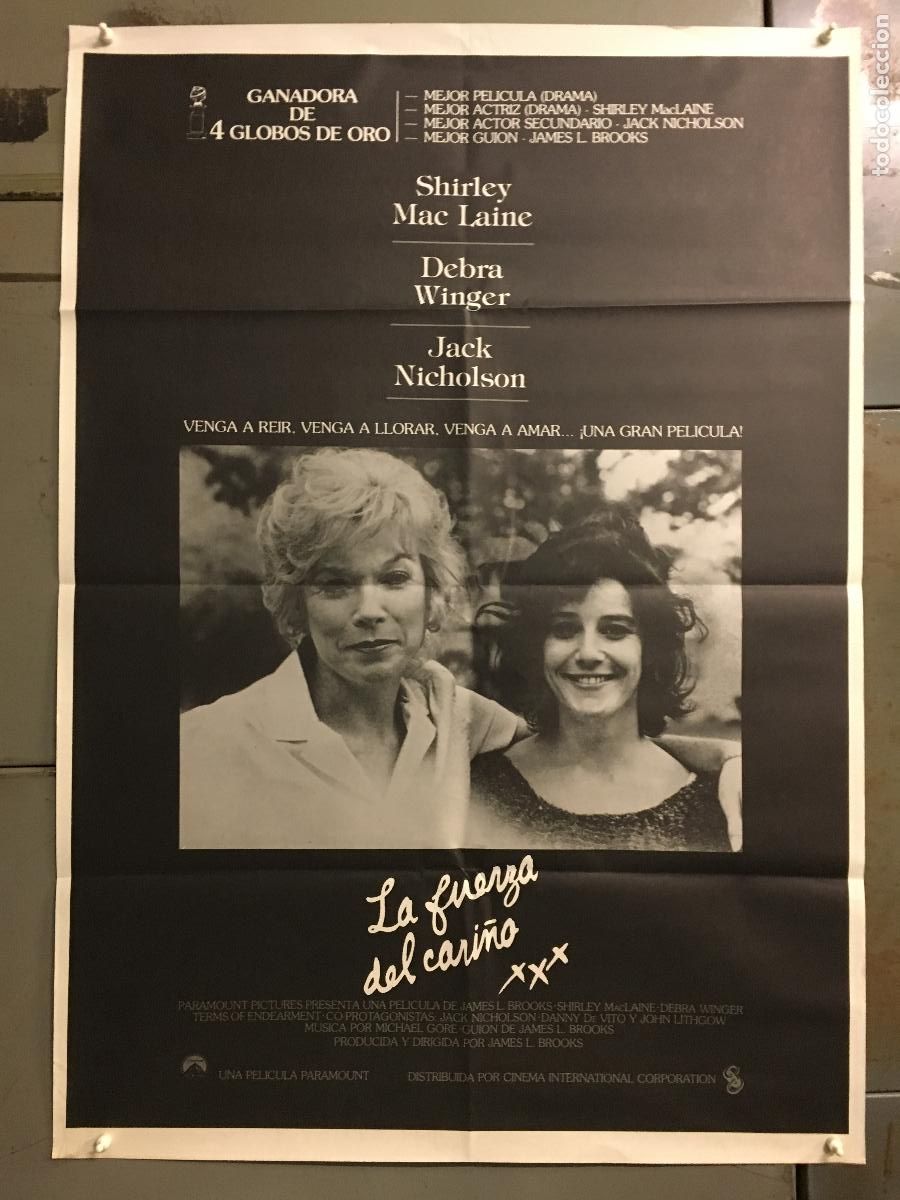 GANADORA
DE
4 GLOBOS DE ORO
— MEJOR PELICULA (DRAMA)
— MEJOR ACTRIZ (DRAMA) - SHIRLEY MacLAINE
— MEJOR ACTOR SECUNDARIO - JACK NICHOLSON
— MEJOR GUION - JAMES L. BROOKS
Shirley
Mac Laine
Debra
Winger
Jack
Nicholson
VENGA A REIR, VENGA A LLORAR, VENGA A AMAR... ¡UNA GRAN PELICULA!
La fuerza
del cariño
xxx
PARAMOUNT PICTURES PRESENTA UNA PELICULA DE JAMES L. BROOKS · SHIRLEY MacLAINE · DEBRA WINGER
TERMS OF ENDEARMENT · CO-PROTAGONISTAS: JACK NICHOLSON · DANNY De VITO Y JOHN LITHGOW
MUSICA POR MICHAEL GORE · GUION DE JAMES L. BROOKS
PRODUCIDA Y DIRIGIDA POR JAMES L. BROOKS
UNA PELICULA PARAMOUNT
DISTRIBUIDA POR CINEMA INTERNATIONAL CORPORATION
todocoleccion